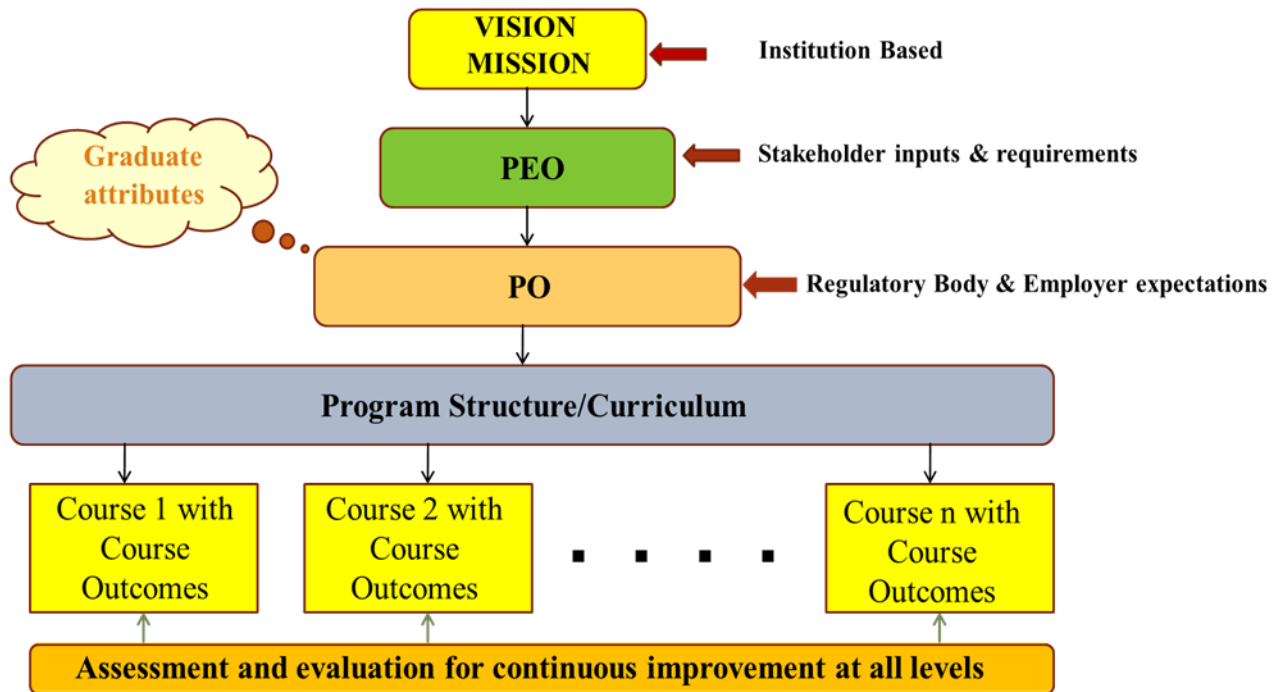 VISION
MISSION
Institution Based
PEO
Stakeholder inputs & requirements
Graduate
attributes
PO
Regulatory Body & Employer expectations
Program Structure/Curriculum
Course 1 with
Course
Outcomes
Course 2 with
Course
Outcomes
Course n with
Course
Outcomes
Assessment and evaluation for continuous improvement at all levels